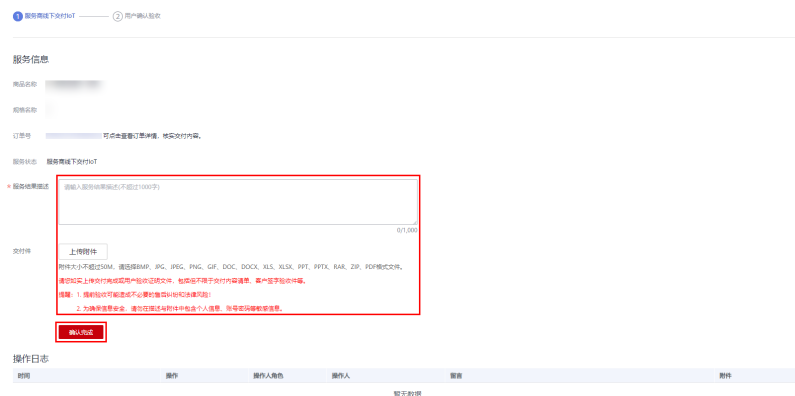 1 服务商线下交付IoT 2 用户确认验收
服务信息
商品名称
规格名称
订单号 可点击查看订单详情、核实交付内容。
服务状态 服务商线下交付IoT
* 服务结果描述 请输入服务结果描述(不超过1000字)
0/1,000
交付件 上传附件
附件大小不超过50M，请选择BMP、JPG、JPEG、PNG、GIF、DOC、DOCX、XLS、XLSX、PPT、PPTX、RAR、ZIP、PDF格式文件。
请您如实上传交付完成或用户验收证明文件，包括但不限于交付内容清单、客户签字验收件等。
提醒：1. 提前验收可能造成不必要的售后纠纷和法律风险！
2. 为确保信息安全，请勿在描述与附件中包含个人信息、账号密码等敏感信息。
确认完成
操作日志
时间 操作 操作人角色 操作人 留言 附件
暂无数据